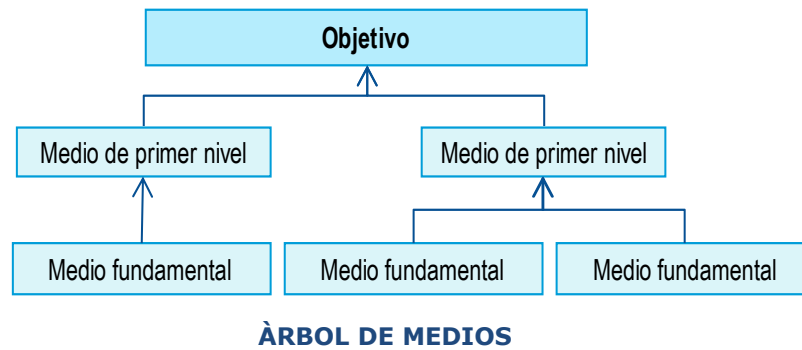 Objetivo
Medio de primer nivel
Medio de primer nivel
Medio fundamental
Medio fundamental
Medio fundamental
ÀRBOL DE MEDIOS